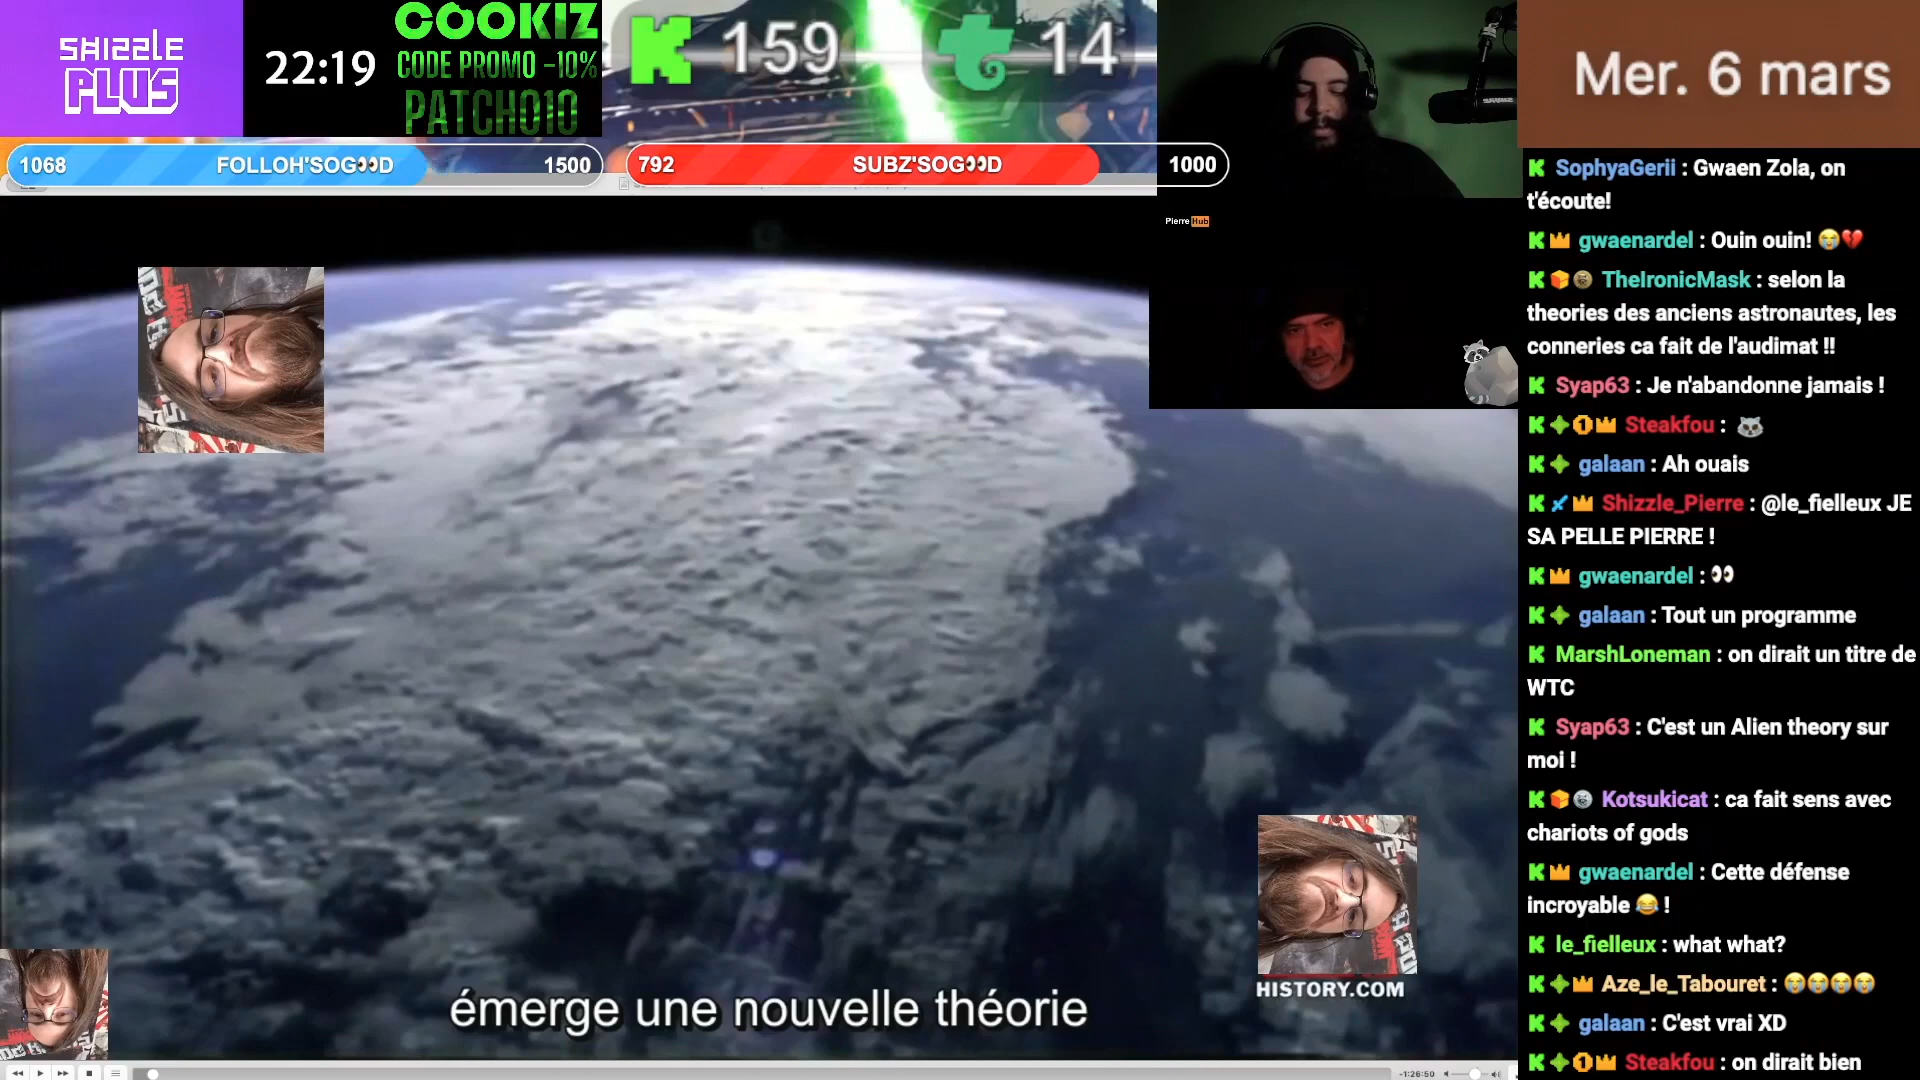 SHIZZLE
PLUS
22:19
COOKIZ
CODE PROMO -10%
PATCHO10
159
14
Mer. 6 mars
1068 FOLLOH'SOG👀D 1500
792 SUBZ'SOG👀D 1000
Pierre Hub
SophyaGerii : Gwaen Zola, on
t'écoute!
gwaenardel : Ouin ouin! 😭💔
TheIronicMask : selon la
theories des anciens astronautes, les
conneries ca fait de l'audimat !!
Syap63 : Je n'abandonne jamais !
Steakfou : 🦝
galaan : Ah ouais
Shizzle_Pierre : @le_fielleux JE
SA PELLE PIERRE !
gwaenardel : 👀
galaan : Tout un programme
MarshLoneman : on dirait un titre de
WTC
Syap63 : C'est un Alien theory sur
moi !
Kotsukicat : ca fait sens avec
chariots of gods
gwaenardel : Cette défense
incroyable 😂 !
le_fielleux : what what?
Aze_le_Tabouret : 😭😭😭😭
galaan : C'est vrai XD
Steakfou : on dirait bien
HISTORY.COM
émerge une nouvelle théorie
-1:26:50